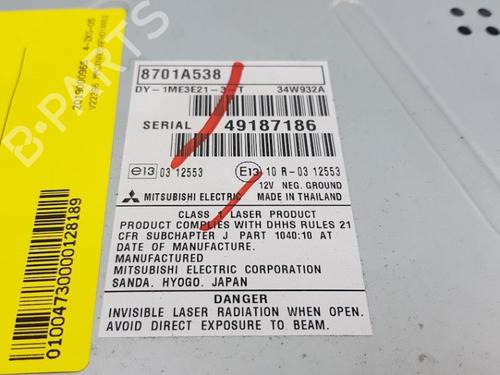 8701A538
DY-1ME3E21-3-T 34W932A
SERIAL 49187186
e13 03 12553
E13 10 R-03 12553
12V NEG. GROUND
MITSUBISHI ELECTRIC MADE IN THAILAND
CLASS 1 LASER PRODUCT
PRODUCT COMPLIES WITH DHHS RULES 21
CFR SUBCHAPTER J PART 1040:10 AT
DATE OF MANUFACTURE.
MANUFACTURED
MITSUBISHI ELECTRIC CORPORATION
SANDA. HYOGO. JAPAN
DANGER
INVISIBLE LASER RADIATION WHEN OPEN.
AVOID DIRECT EXPOSURE TO BEAM.
0100473000128189
B-PARTS